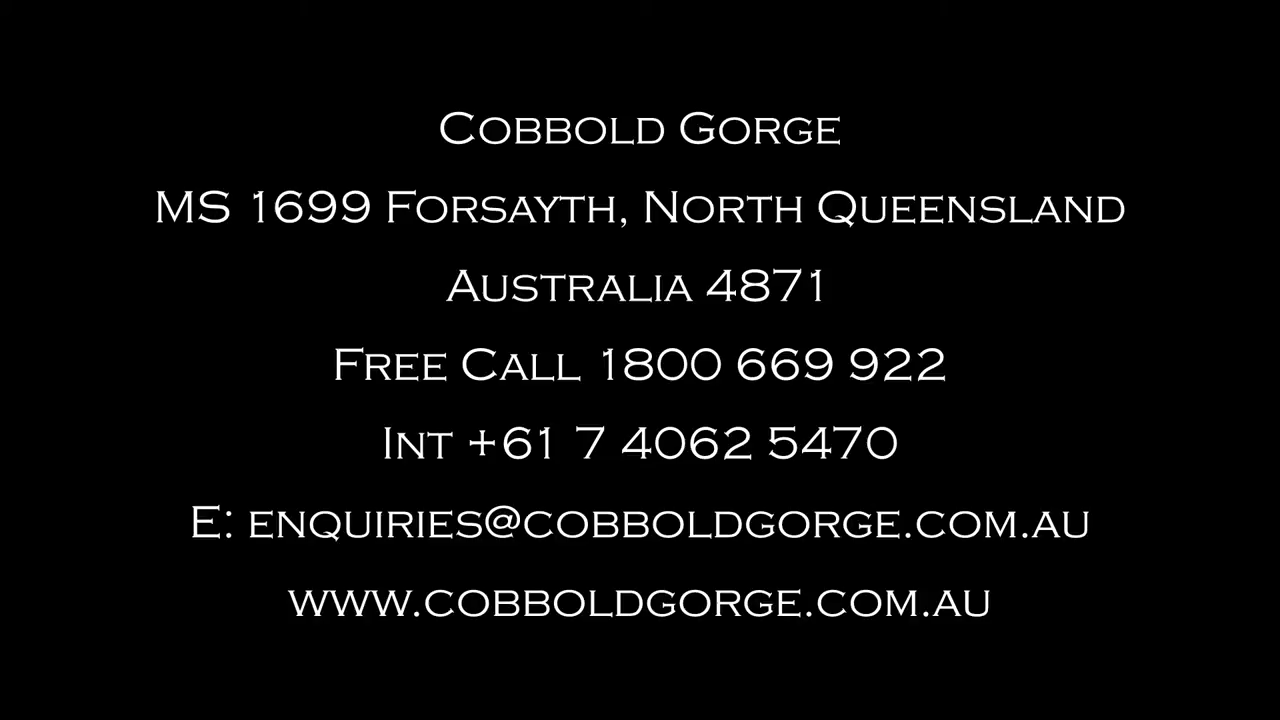 Cobbold Gorge
MS 1699 Forsayth, North Queensland
Australia 4871
Free Call 1800 669 922
Int +61 7 4062 5470
E: enquiries@cobboldgorge.com.au
www.cobboldgorge.com.au